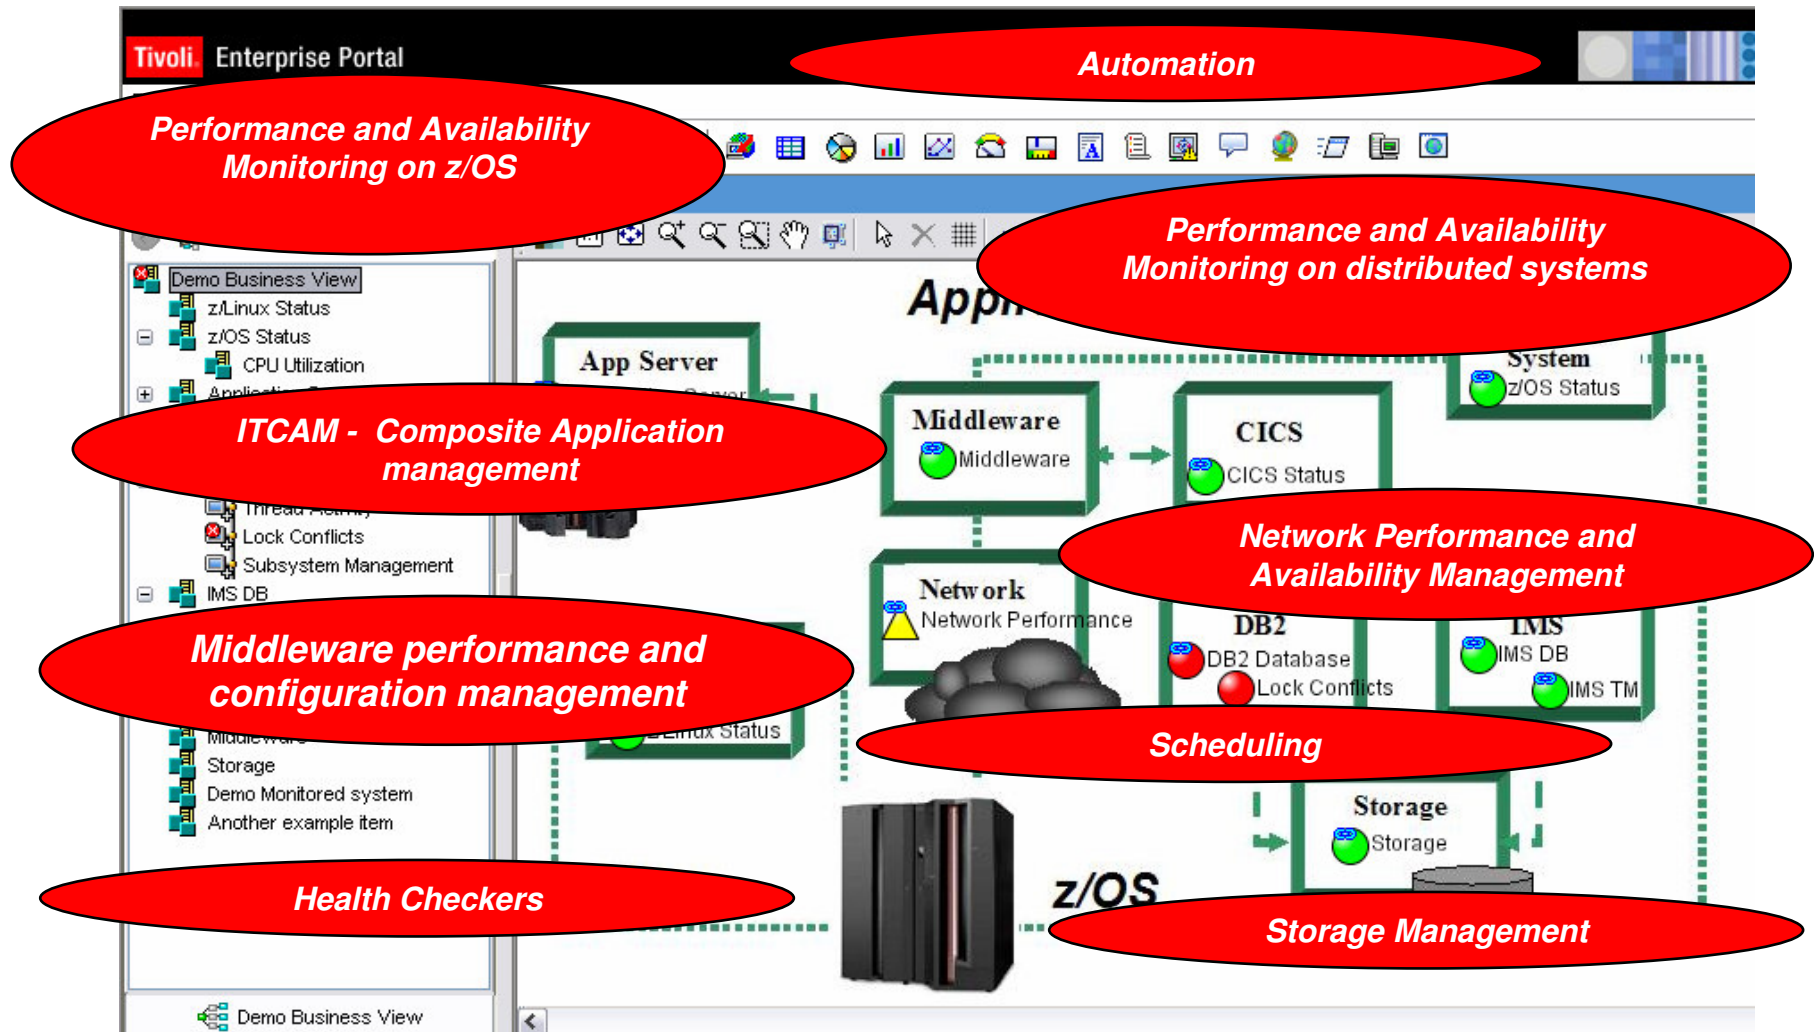 Tivoli. Enterprise Portal
Automation
Performance and Availability
Monitoring on z/OS
Performance and Availability
Monitoring on distributed systems
Demo Business View
z/Linux Status
z/OS Status
CPU Utilization
App Server
System
z/OS Status
Middleware
Middleware
CICS
CICS Status
ITCAM - Composite Application
management
Lock Conflicts
Subsystem Management
IMS DB
Network Performance and
Availability Management
Network
Network Performance
DB2
DB2 Database
Lock Conflicts
IMS
IMS DB
IMS TM
Middleware performance and
configuration management
Linux Status
Middleware
Storage
Demo Monitored system
Another example item
Scheduling
Storage
Storage
Health Checkers
z/OS
Storage Management
Demo Business View